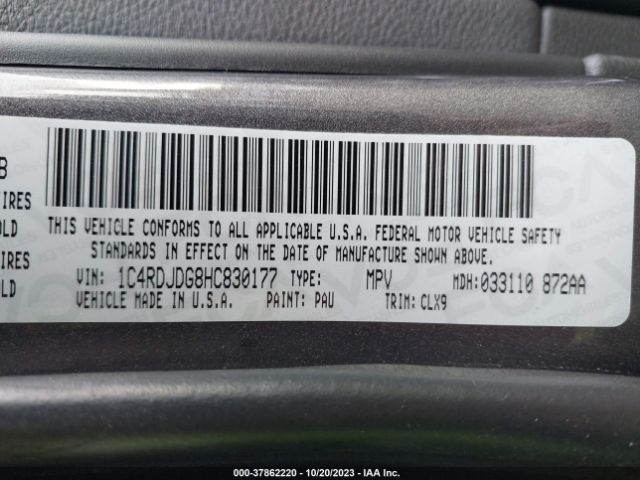 B
IRES
OLD
IRES
OLD
THIS VEHICLE CONFORMS TO ALL APPLICABLE U.S.A. FEDERAL MOTOR VEHICLE SAFETY
STANDARDS IN EFFECT ON THE DATE OF MANUFACTURE SHOWN ABOVE.
VIN: 1C4RDJDG8HC830177 TYPE: MPV MDH:033110 872AA
VEHICLE MADE IN U.S.A. PAINT: PAU TRIM: CLX9
000-37862220 - 10/20/2023 - IAA Inc.